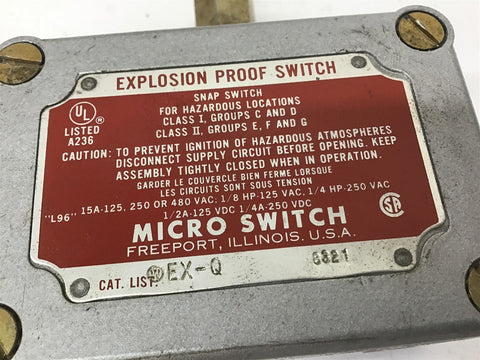 EXPLOSION PROOF SWITCH
SNAP SWITCH
FOR HAZARDOUS LOCATIONS
CLASS I, GROUPS C AND D
CLASS II, GROUPS E, F AND G
UL
LISTED
A236
CAUTION: TO PREVENT IGNITION OF HAZARDOUS ATMOSPHERES
DISCONNECT SUPPLY CIRCUIT BEFORE OPENING. KEEP
ASSEMBLY TIGHTLY CLOSED WHEN IN OPERATION.
GARDER LE COUVERCLE BIEN FERME LORSQUE
LES CIRCUITS SONT SOUS TENSION
"L96" 15A-125, 250 OR 480 VAC: 1/8 HP-125 VAC, 1/4 HP-250 VAC
1/2A-125 VDC 1/4A-250 VDC
MICRO SWITCH
FREEPORT, ILLINOIS. U.S.A.
SA
CAT. LIST EX-Q